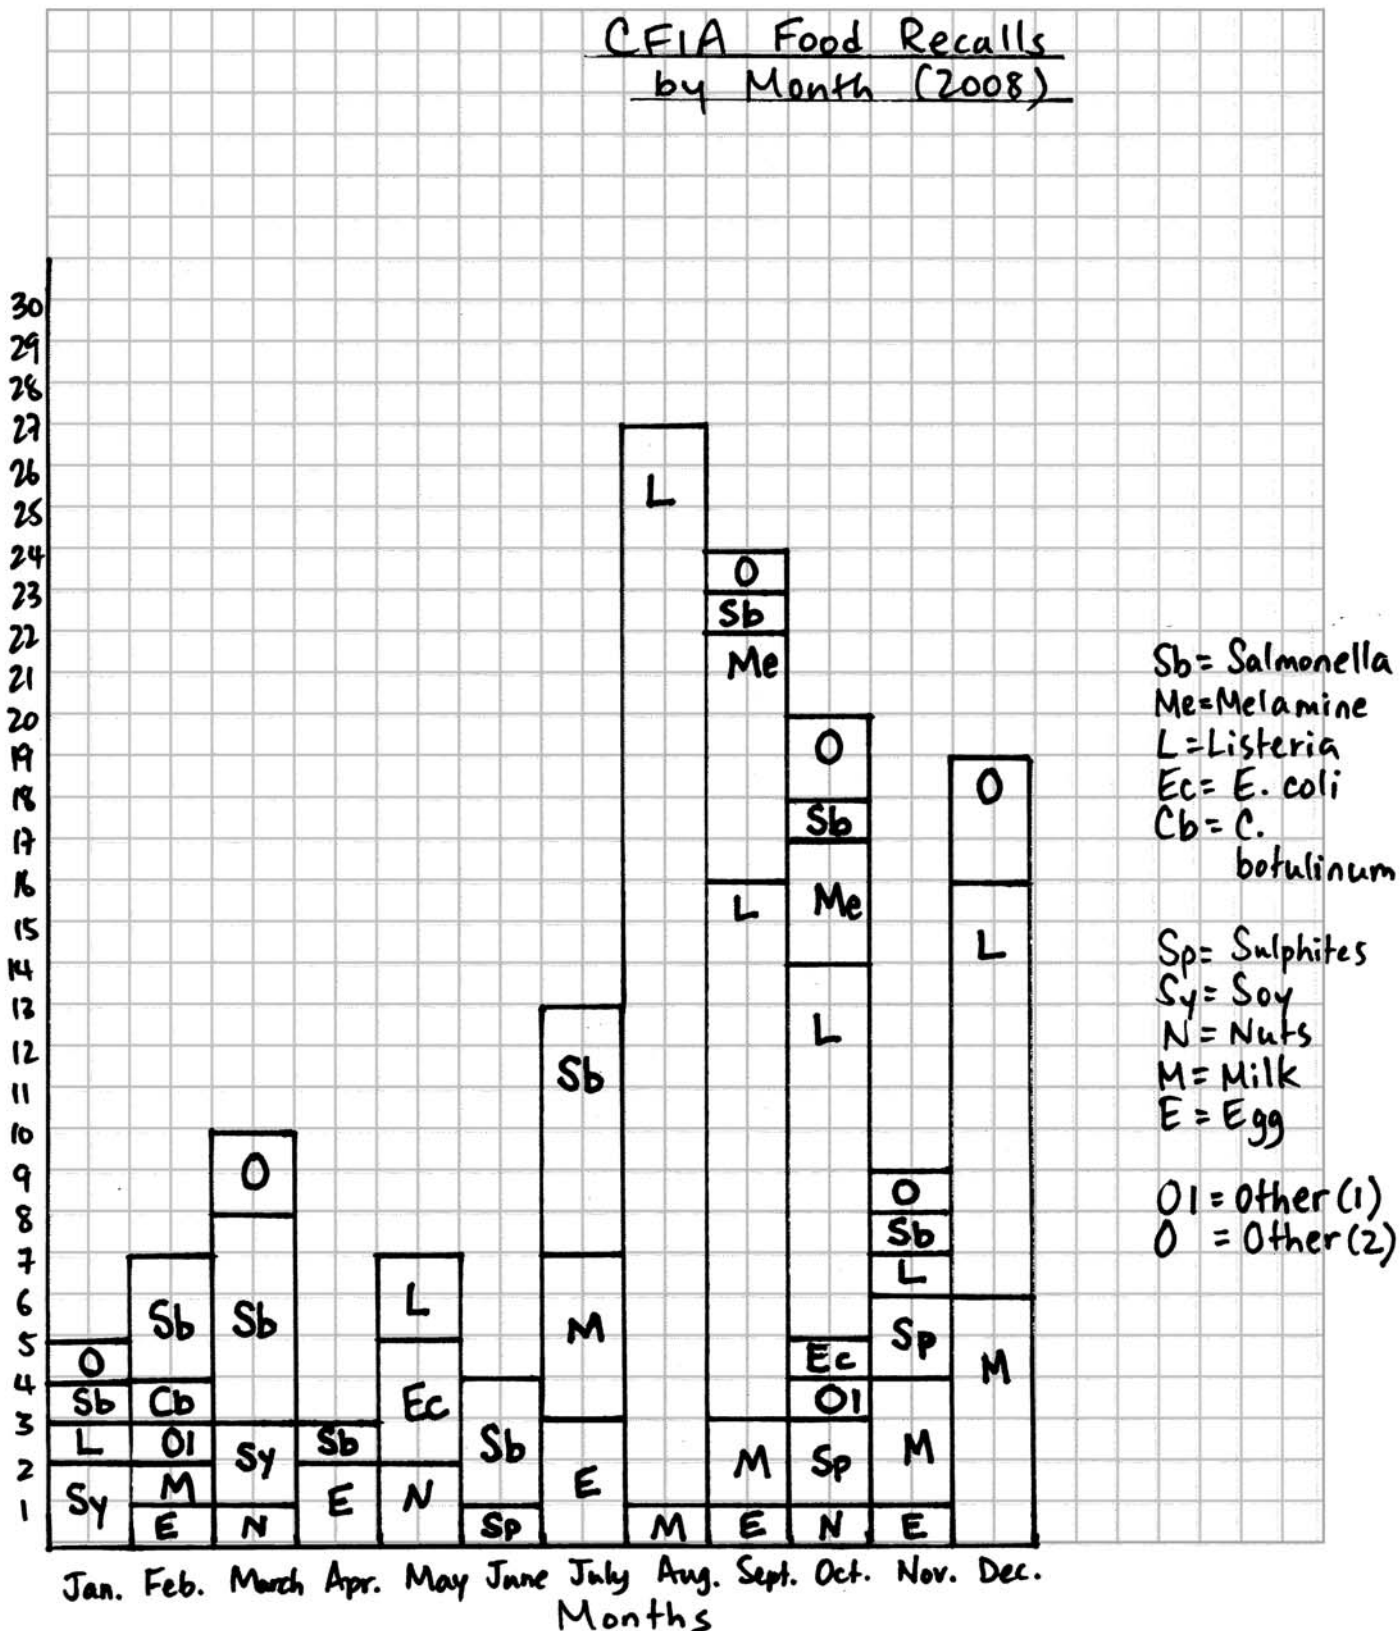 CFIA Food Recalls
by Month (2008)
30
29
28
27
26
25
24
23
22
21
20
19
18
17
16
15
14
13
12
11
10
9
8
7
6
5
4
3
2
1
L
O
Sb
Me
L
M
E
O
Sb
Me
L
Ec
O1
Sp
N
O
L
M
O
Sb
L
Sp
M
E
Sb
M
E
M
O
Sb
Sy
N
Sb
Cb
O1
M
E
O
Sb
L
Sy
Sb
E
L
Ec
N
Sb
Sp
Sb= Salmonella
Me=Melamine
L=Listeria
Ec= E. coli
Cb= C.
botulinum
Sp= Sulphites
Sy= Soy
N = Nuts
M= Milk
E = Egg
O1 = Other (1)
O = Other (2)
Jan. Feb. March Apr. May June July Aug. Sept. Oct. Nov. Dec.
Months